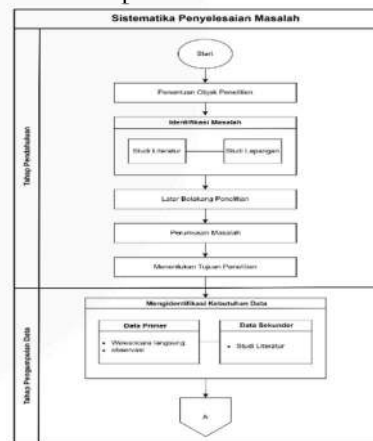 Sistematika Penyelesaian Masalah
Tahap Pendahuluan
Start
Penentuan Objek Penelitian
Identifikasi Masalah
Studi Literatur
Studi Lapangan
Latar Belakang Penelitian
Perumusan Masalah
Menentukan Tujuan Penelitian
Tahap Pengumpulan Data
Mengidentifikasi Kebutuhan Data
Data Primer
Data Sekunder
• Wawancara langsung
• observasi
• Studi Literatur
A